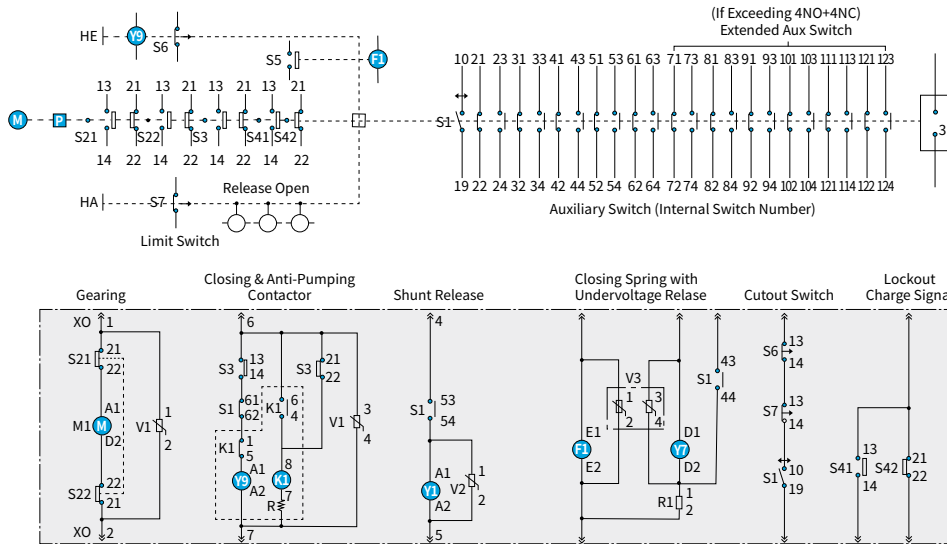 (If Exceeding 4NO+4NC)
Extended Aux Switch
HE Y9 S6
S5 F1
10 21 23 31 33 41 43 51 53 61 63 71 73 81 83 91 93 101 103 111 113 121 123
13 21 13 21 13 21 13 21
M P S21 S22 S3 S41 S42
S1
3
14 22 14 22 14 22 14 22
19 22 24 32 34 42 44 52 54 62 64 72 74 82 84 92 94 102 104 121 114 122 124
HA S7 Release Open
Auxiliary Switch (Internal Switch Number)
Limit Switch
Gearing
Closing & Anti-Pumping
Contactor
Shunt Release
Closing Spring with
Undervoltage Relase
Cutout Switch
Lockout
Charge Signa
XO 1
S21 21
22
A1
M1 M
D2
V1 1
2
S22 22
21
XO 2
6
S3 13
14
S3 21
22
S1 61
62
K1 6
4
V1 3
4
K1 1
5
A1
Y9
A2
8
K1
7
R
7
4
S1 53
54
A1
Y1
A2
V2 1
2
5
V3
1
2
3
4
S1 43
44
E1
F1
E2
D1
Y7
D2
R1 1
2
S6 13
14
S7 13
14
S1 10
19
S41 13
14
S42 21
22